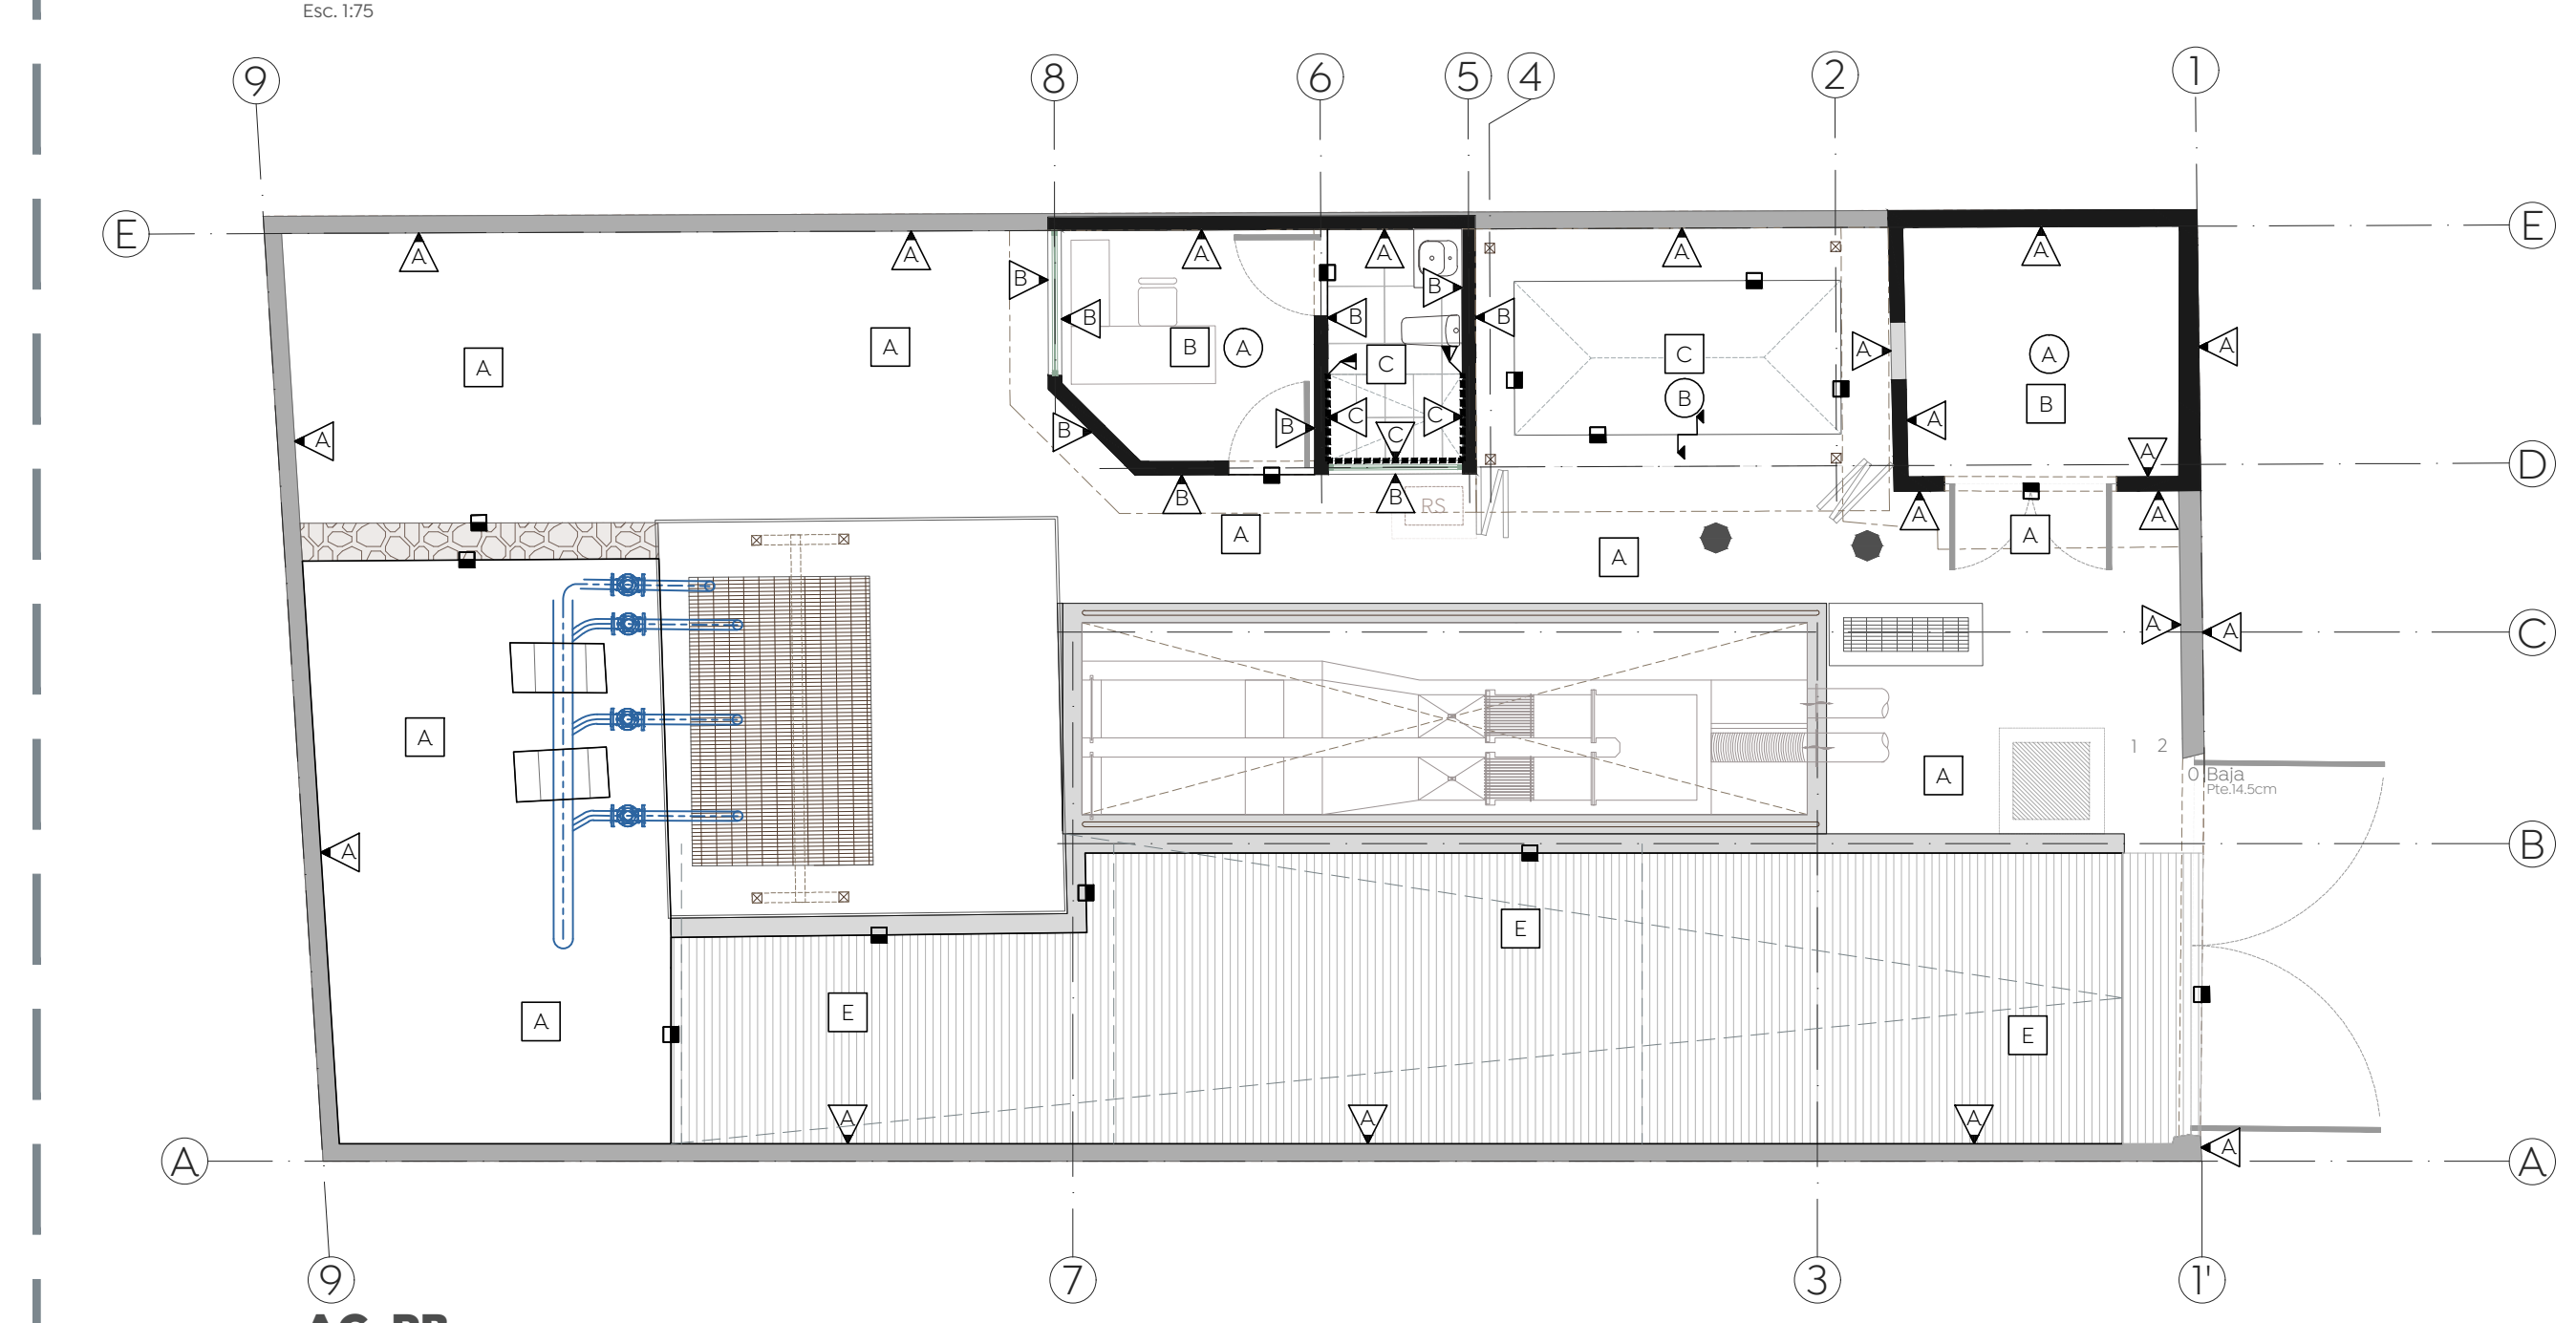 Esc. 1:75
9 8 6 5 4 2 1
E E
A A A A A A
B B B B B A
A A B A C C A A
B
A A B B C C C B A A B
D
B B RS A A
A A A A
C
A A
A A
1 2
0 Baja
Pte.14.5cm
B
A
E
A E E
A A A A
A A
9 7 3 1'